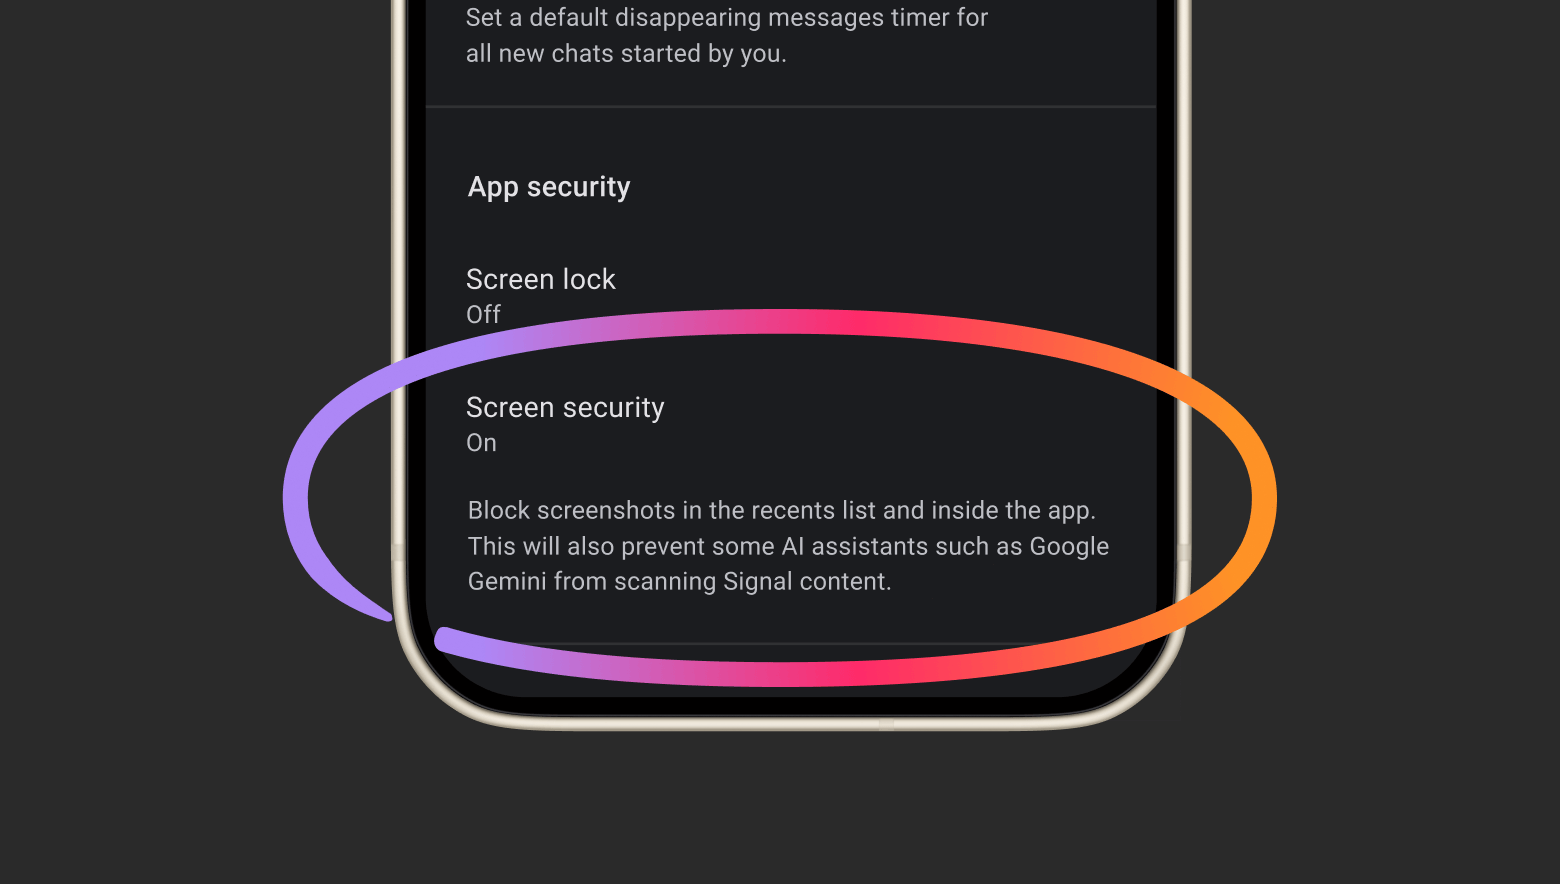 Set a default disappearing messages timer for
all new chats started by you.
App security
Screen lock
Off
Screen security
On
Block screenshots in the recents list and inside the app.
This will also prevent some AI assistants such as Google
Gemini from scanning Signal content.